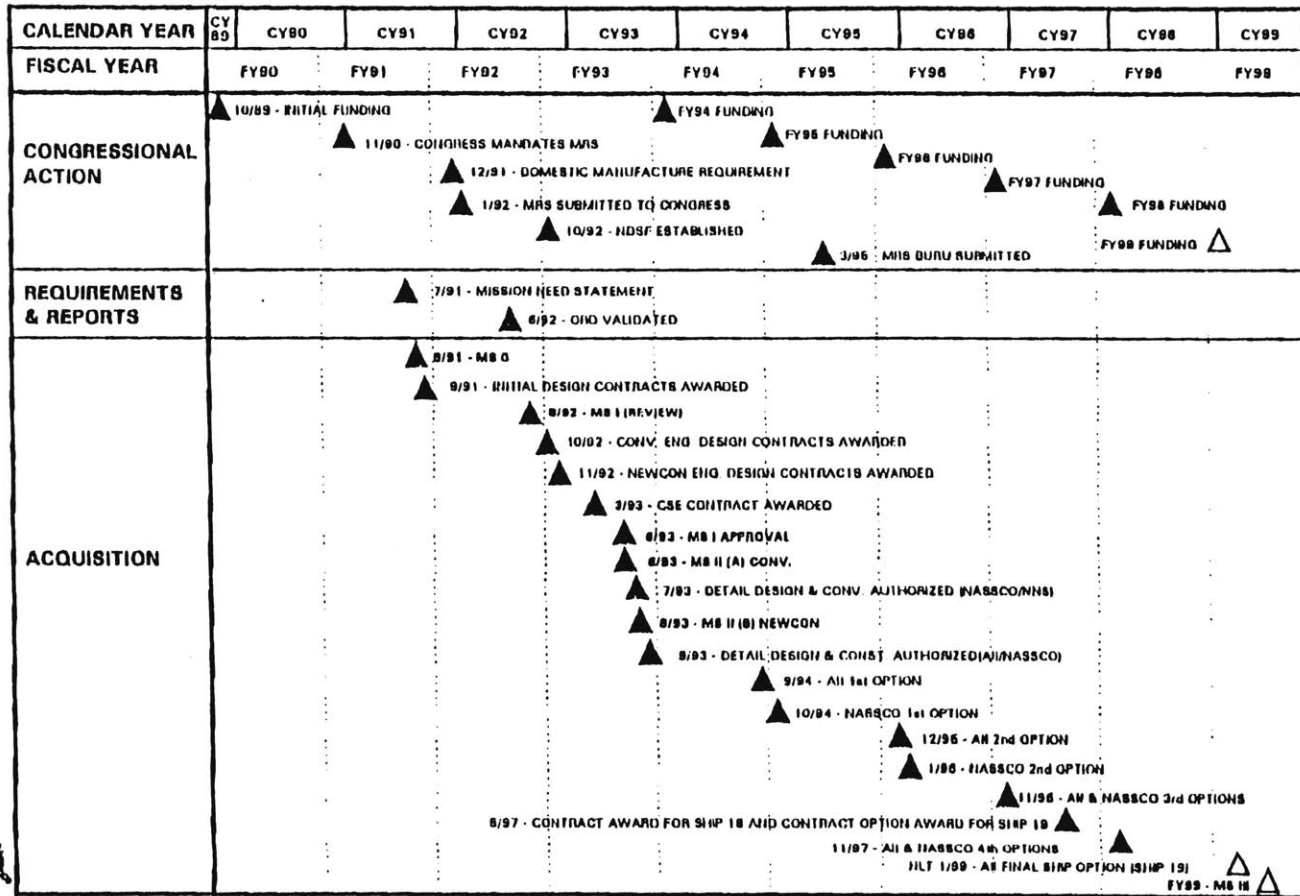 CALENDAR YEAR CY 89 CY90 CY91 CY92 CY93 CY94 CY95 CY96 CY97 CY98 CY99
FISCAL YEAR FY90 FY91 FY92 FY93 FY94 FY95 FY96 FY97 FY98 FY99
CONGRESSIONAL
ACTION
10/89 - INITIAL FUNDING
FY94 FUNDING
11/90 - CONGRESS MANDATES MRS
FY95 FUNDING
12/91 - DOMESTIC MANUFACTURE REQUIREMENT
FY96 FUNDING
1/92 - MRS SUBMITTED TO CONGRESS
FY97 FUNDING
10/92 - NDSF ESTABLISHED
FY98 FUNDING
FY99 FUNDING
3/95 - MRS BURU SUBMITTED
REQUIREMENTS
& REPORTS
7/91 - MISSION NEED STATEMENT
6/92 - ORD VALIDATED
ACQUISITION
8/91 - MS 0
9/91 - INITIAL DESIGN CONTRACTS AWARDED
8/92 - MS I (REVIEW)
10/92 - CONV. ENG. DESIGN CONTRACTS AWARDED
11/92 - NEWCON ENG. DESIGN CONTRACTS AWARDED
3/93 - CSE CONTRACT AWARDED
6/93 - MS I APPROVAL
6/93 - MS II (A) CONV.
7/93 - DETAIL DESIGN & CONV. AUTHORIZED (NASSCO/NNS)
8/93 - MS II (B) NEWCON
9/93 - DETAIL DESIGN & CONST. AUTHORIZED (AII/NASSCO)
9/94 - AII 1st OPTION
10/94 - NASSCO 1st OPTION
12/95 - AII 2nd OPTION
1/96 - NASSCO 2nd OPTION
11/96 - AII & NASSCO 3rd OPTIONS
6/97 - CONTRACT AWARD FOR SHIP 18 AND CONTRACT OPTION AWARD FOR SHIP 19
11/97 - AII & NASSCO 4th OPTIONS
NLT 1/99 - AII FINAL SHIP OPTION (SHIP 19)
FY99 - MS III